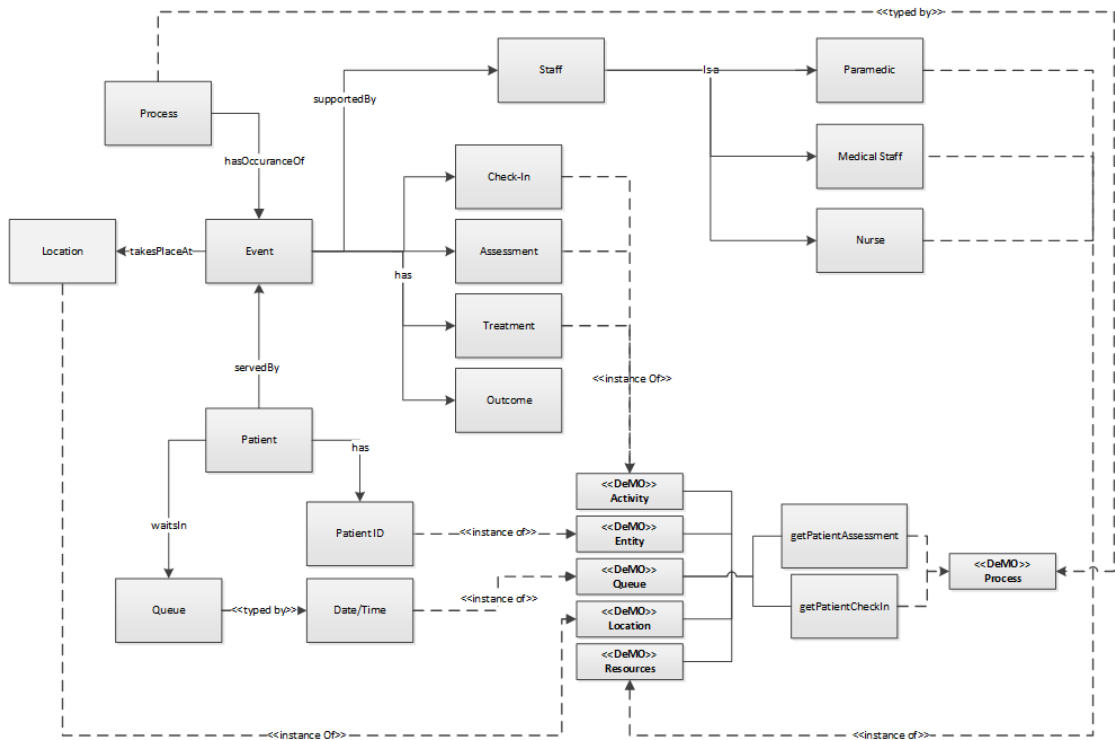 <<typed by>>
Staff
Is a
Paramedic
Process
supportedBy
hasOccuranceOf
Check-In
Medical Staff
Location
takesPlaceAt
Event
Assessment
Nurse
has
Treatment
servedBy
<<instance Of>>
Outcome
Patient
has
waitsIn
<<DeMO>>
Activity
Patient ID
<<instance of>>
<<DeMO>>
Entity
getPatientAssessment
<<DeMO>>
Queue
<<DeMO>>
Process
Queue
<<typed by>>
Date/Time
<<instance of>>
<<DeMO>>
Location
getPatientCheckIn
<<DeMO>>
Resources
<<instance Of>>
<<instance of>>